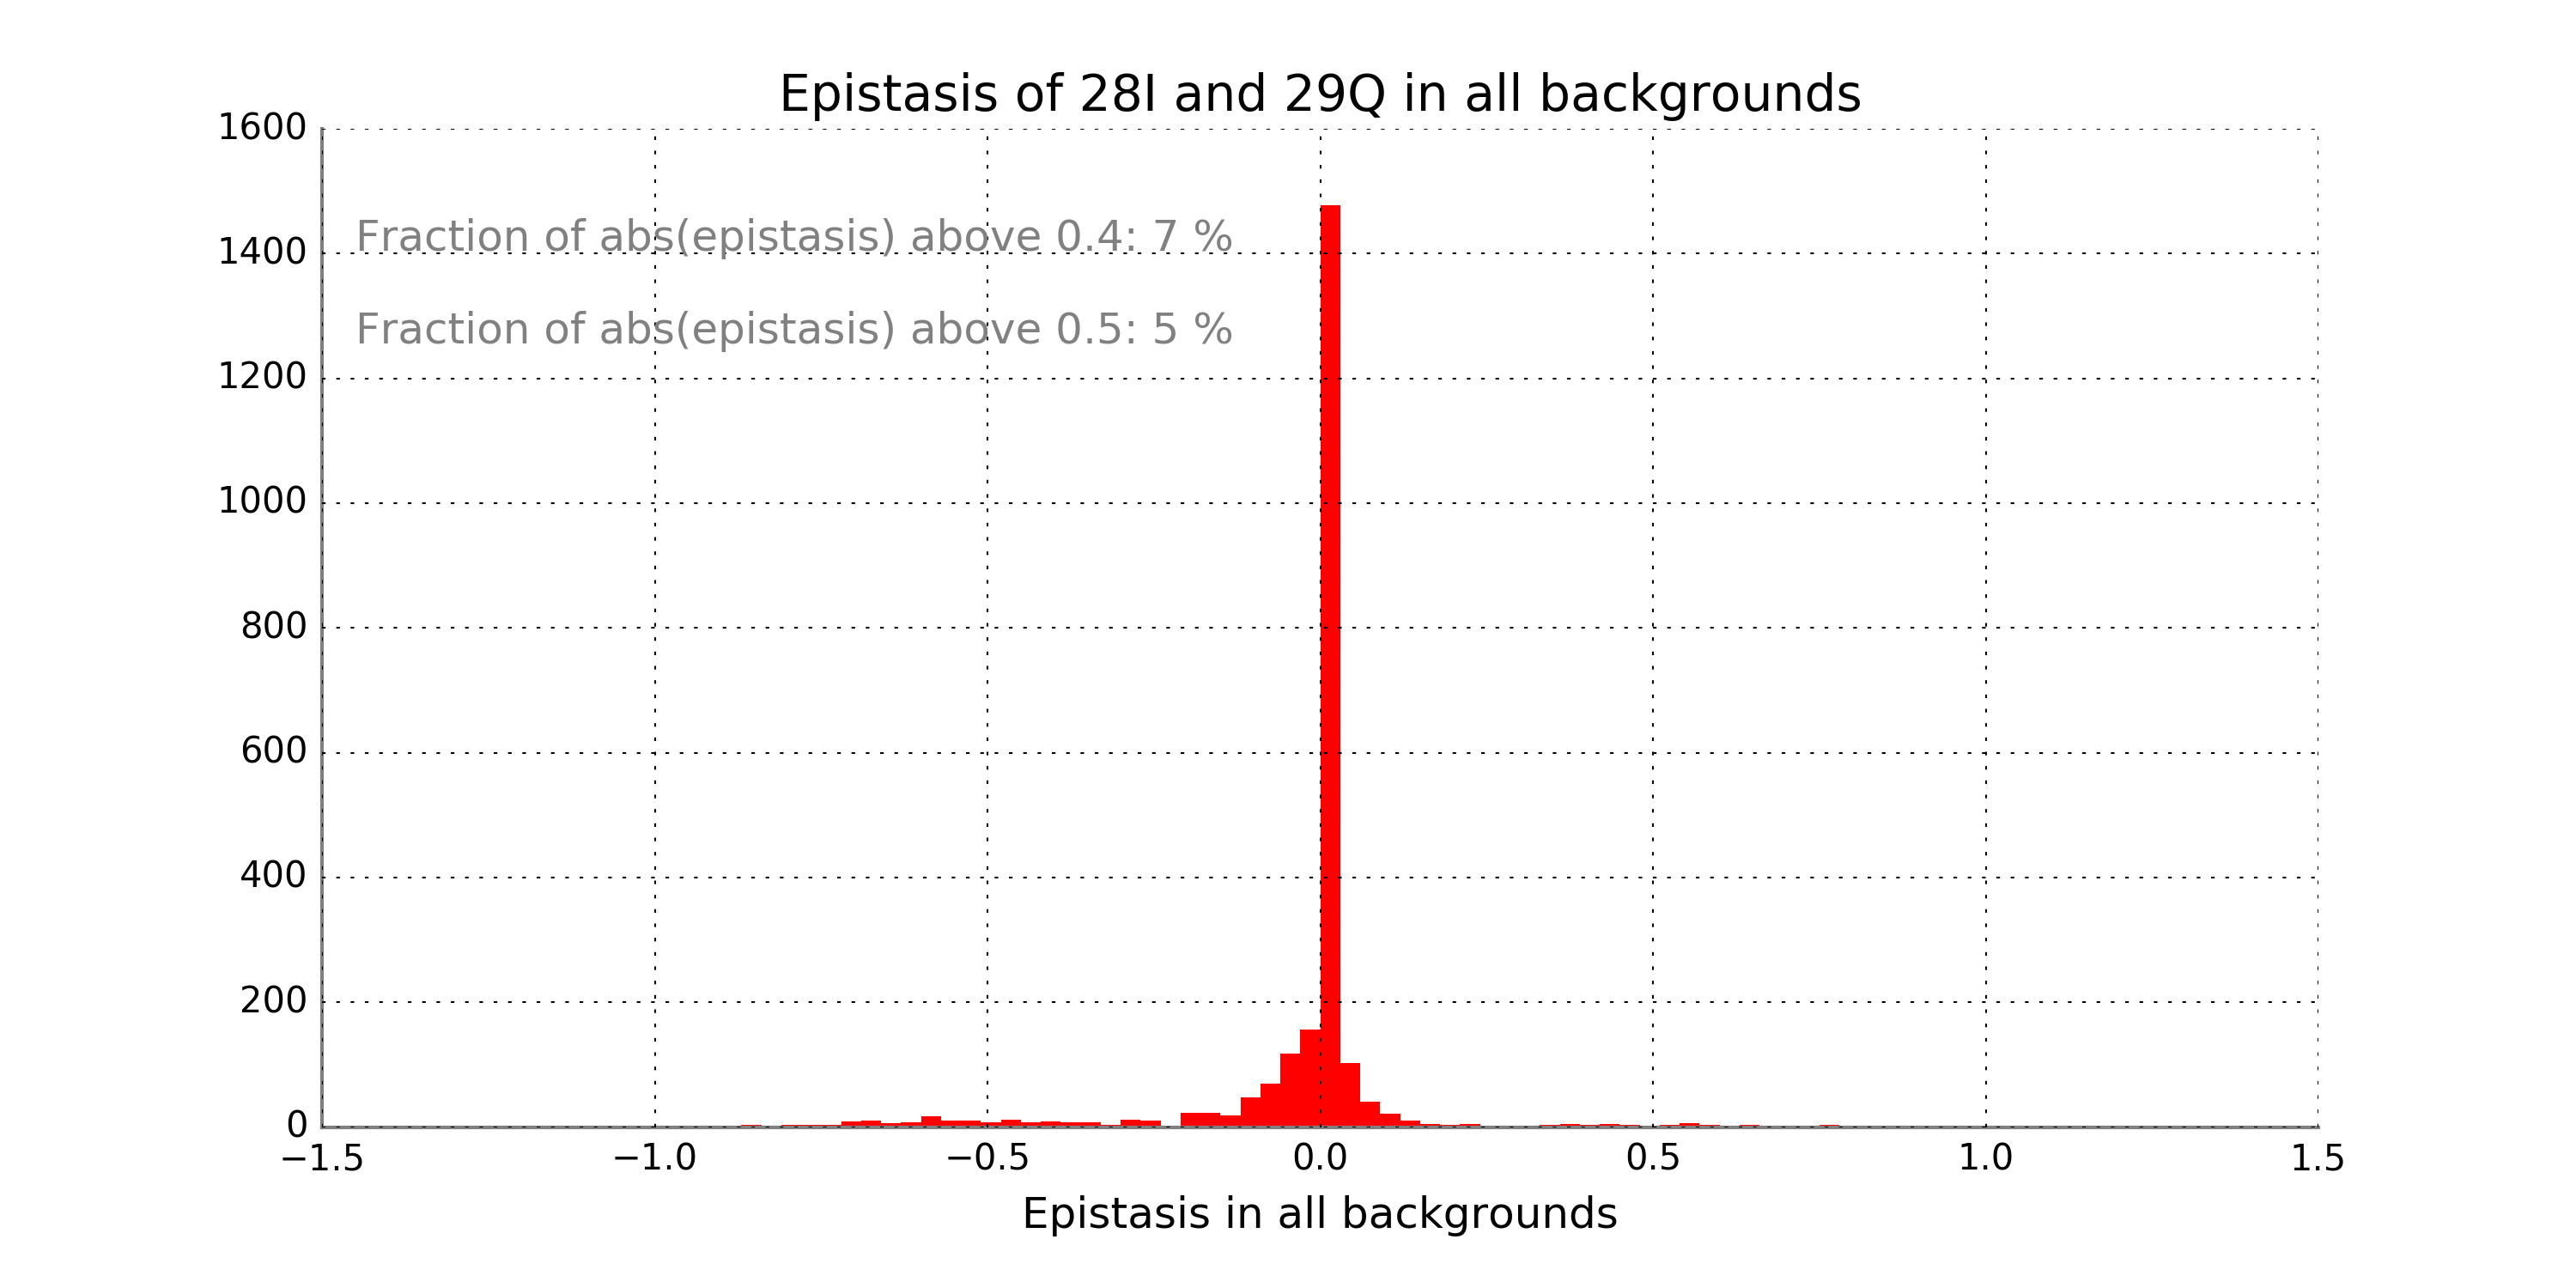 Epistasis of 28I and 29Q in all backgrounds
1600
Fraction of abs(epistasis) above 0.4: 7 %
1400
Fraction of abs(epistasis) above 0.5: 5 %
1200
1000
800
600
400
200
0
−1.5 −1.0 −0.5 0.0 0.5 1.0 1.5
Epistasis in all backgrounds